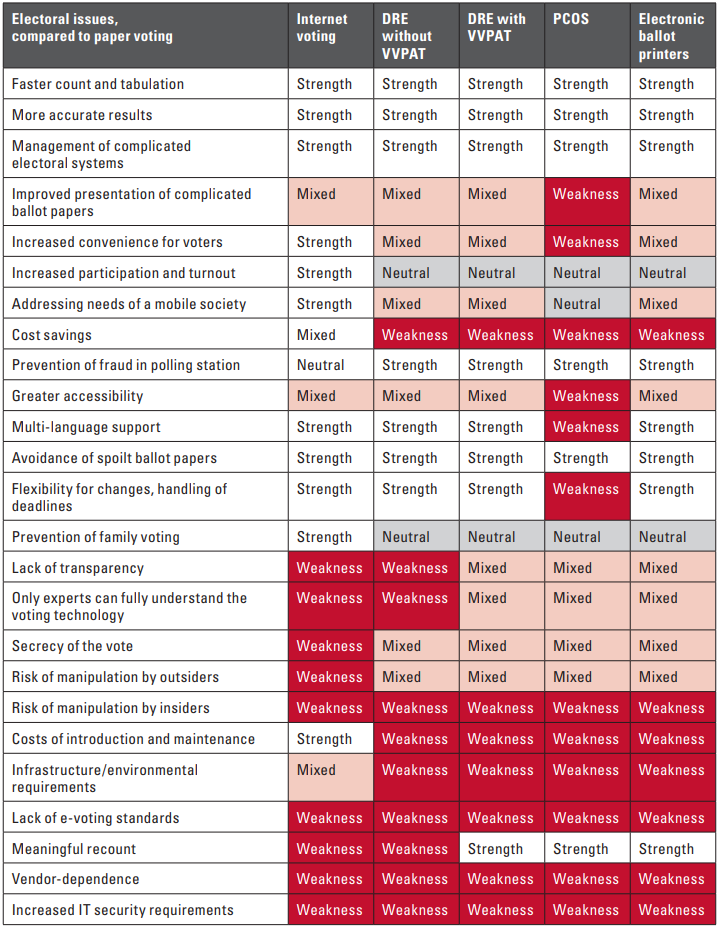 Electoral issues, compared to paper voting | Internet voting | DRE without VVPAT | DRE with VVPAT | PCOS | Electronic ballot printers
Faster count and tabulation | Strength | Strength | Strength | Strength | Strength
More accurate results | Strength | Strength | Strength | Strength | Strength
Management of complicated electoral systems | Strength | Strength | Strength | Strength | Strength
Improved presentation of complicated ballot papers | Mixed | Mixed | Mixed | Weakness | Mixed
Increased convenience for voters | Strength | Mixed | Mixed | Weakness | Mixed
Increased participation and turnout | Strength | Neutral | Neutral | Neutral | Neutral
Addressing needs of a mobile society | Strength | Mixed | Mixed | Neutral | Mixed
Cost savings | Mixed | Weakness | Weakness | Weakness | Weakness
Prevention of fraud in polling station | Neutral | Strength | Strength | Strength | Strength
Greater accessibility | Mixed | Mixed | Mixed | Weakness | Mixed
Multi-language support | Strength | Strength | Strength | Weakness | Strength
Avoidance of spoilt ballot papers | Strength | Strength | Strength | Strength | Strength
Flexibility for changes, handling of deadlines | Strength | Strength | Strength | Weakness | Strength
Prevention of family voting | Strength | Neutral | Neutral | Neutral | Neutral
Lack of transparency | Weakness | Weakness | Mixed | Mixed | Mixed
Only experts can fully understand the voting technology | Weakness | Weakness | Mixed | Mixed | Mixed
Secrecy of the vote | Weakness | Mixed | Mixed | Mixed | Mixed
Risk of manipulation by outsiders | Weakness | Mixed | Mixed | Mixed | Mixed
Risk of manipulation by insiders | Weakness | Weakness | Weakness | Weakness | Weakness
Costs of introduction and maintenance | Strength | Weakness | Weakness | Weakness | Weakness
Infrastructure/environmental requirements | Mixed | Weakness | Weakness | Weakness | Weakness
Lack of e-voting standards | Weakness | Weakness | Weakness | Weakness | Weakness
Meaningful recount | Weakness | Weakness | Strength | Strength | Strength
Vendor-dependence | Weakness | Weakness | Weakness | Weakness | Weakness
Increased IT security requirements | Weakness | Weakness | Weakness | Weakness | Weakness